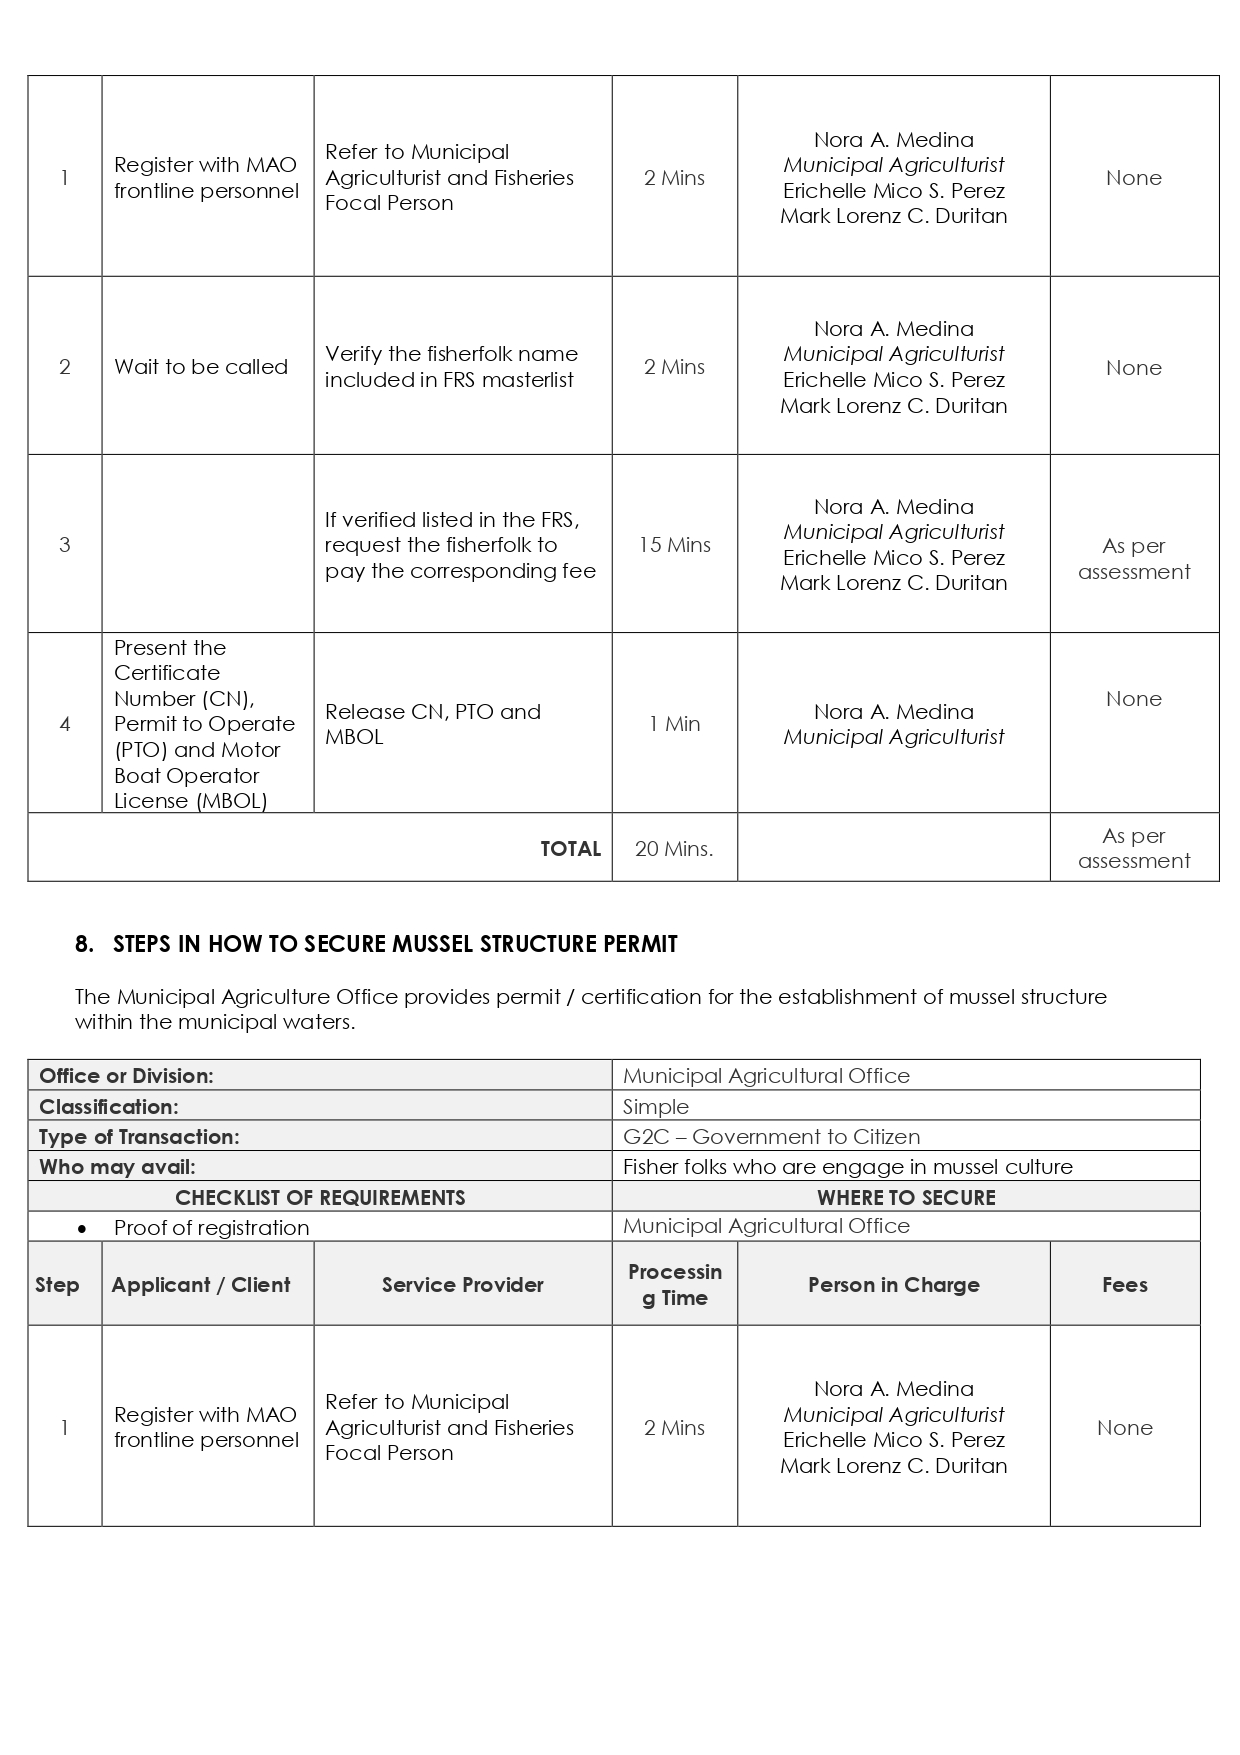 1
Register with MAO
frontline personnel
Refer to Municipal
Agriculturist and Fisheries
Focal Person
2 Mins
Nora A. Medina
Municipal Agriculturist
Erichelle Mico S. Perez
Mark Lorenz C. Duritan
None
2
Wait to be called
Verify the fisherfolk name
included in FRS masterlist
2 Mins
Nora A. Medina
Municipal Agriculturist
Erichelle Mico S. Perez
Mark Lorenz C. Duritan
None
3
If verified listed in the FRS,
request the fisherfolk to
pay the corresponding fee
15 Mins
Nora A. Medina
Municipal Agriculturist
Erichelle Mico S. Perez
Mark Lorenz C. Duritan
As per
assessment
4
Present the
Certificate
Number (CN),
Permit to Operate
(PTO) and Motor
Boat Operator
License (MBOL)
Release CN, PTO and
MBOL
1 Min
Nora A. Medina
Municipal Agriculturist
None
TOTAL
20 Mins.
As per
assessment
8. STEPS IN HOW TO SECURE MUSSEL STRUCTURE PERMIT
The Municipal Agriculture Office provides permit / certification for the establishment of mussel structure
within the municipal waters.
Office or Division:
Municipal Agricultural Office
Classification:
Simple
Type of Transaction:
G2C – Government to Citizen
Who may avail:
Fisher folks who are engage in mussel culture
CHECKLIST OF REQUIREMENTS
WHERE TO SECURE
• Proof of registration
Municipal Agricultural Office
Step
Applicant / Client
Service Provider
Processin
g Time
Person in Charge
Fees
1
Register with MAO
frontline personnel
Refer to Municipal
Agriculturist and Fisheries
Focal Person
2 Mins
Nora A. Medina
Municipal Agriculturist
Erichelle Mico S. Perez
Mark Lorenz C. Duritan
None